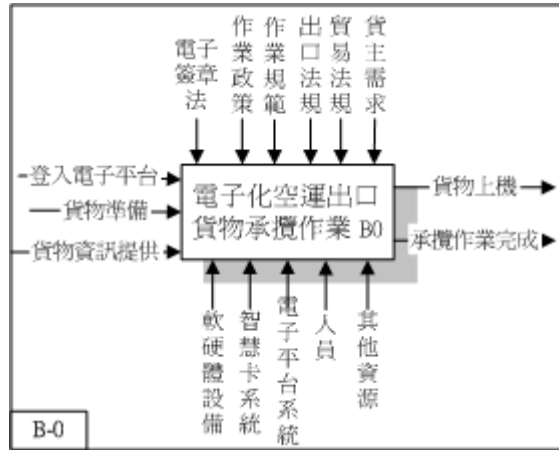 電子簽章法
作業政策
作業規範
出口法規
貿易法規
貨主需求
登入電子平台
貨物準備
貨物資訊提供
電子化空運出口
貨物承攬作業 B0
貨物上機
承攬作業完成
軟硬體設備
智慧卡系統
電子平台系統
人員
其他資源
B-0